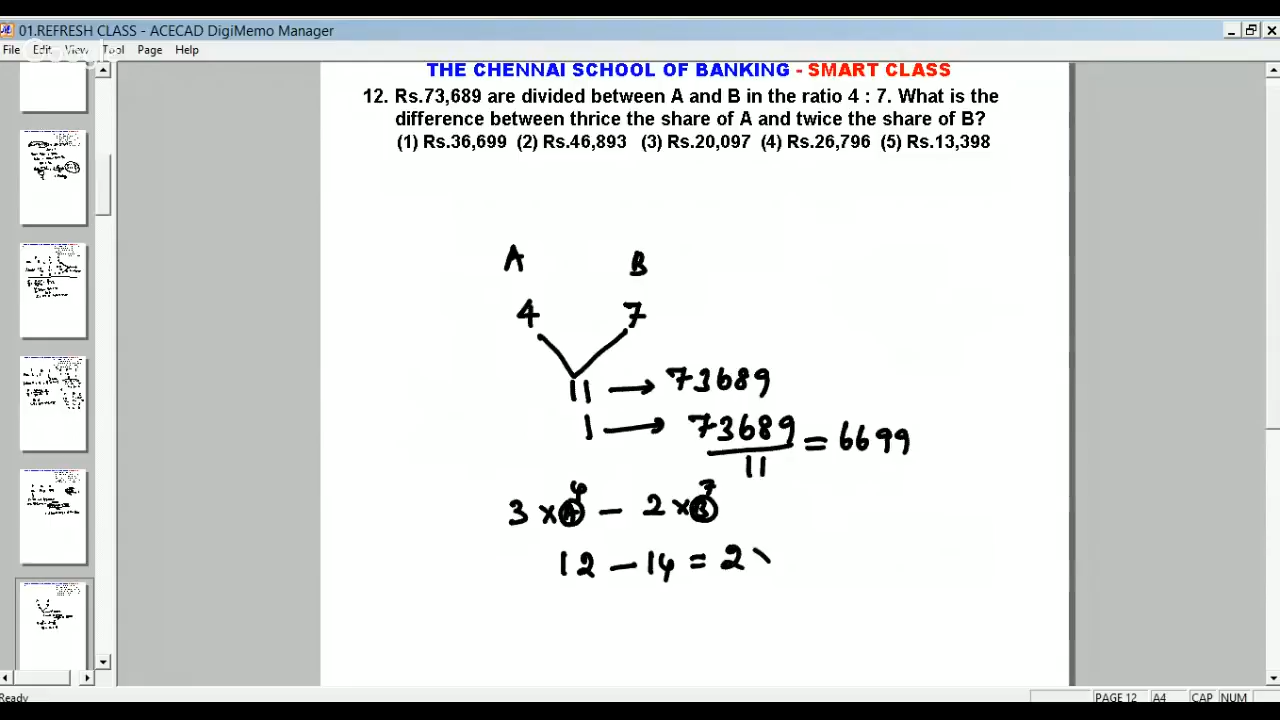 01.REFRESH CLASS - ACECAD DigiMemo Manager
File Edit View Tool Page Help
THE CHENNAI SCHOOL OF BANKING - SMART CLASS
12. Rs.73,689 are divided between A and B in the ratio 4 : 7. What is the
difference between thrice the share of A and twice the share of B?
(1) Rs.36,699 (2) Rs.46,893 (3) Rs.20,097 (4) Rs.26,796 (5) Rs.13,398
A B
4 7
11 → 73689
1 → 73689/11 = 6699
4 7
3 × A - 2 × B
12 - 14 = 2
Ready PAGE 12 A4 CAP NUM